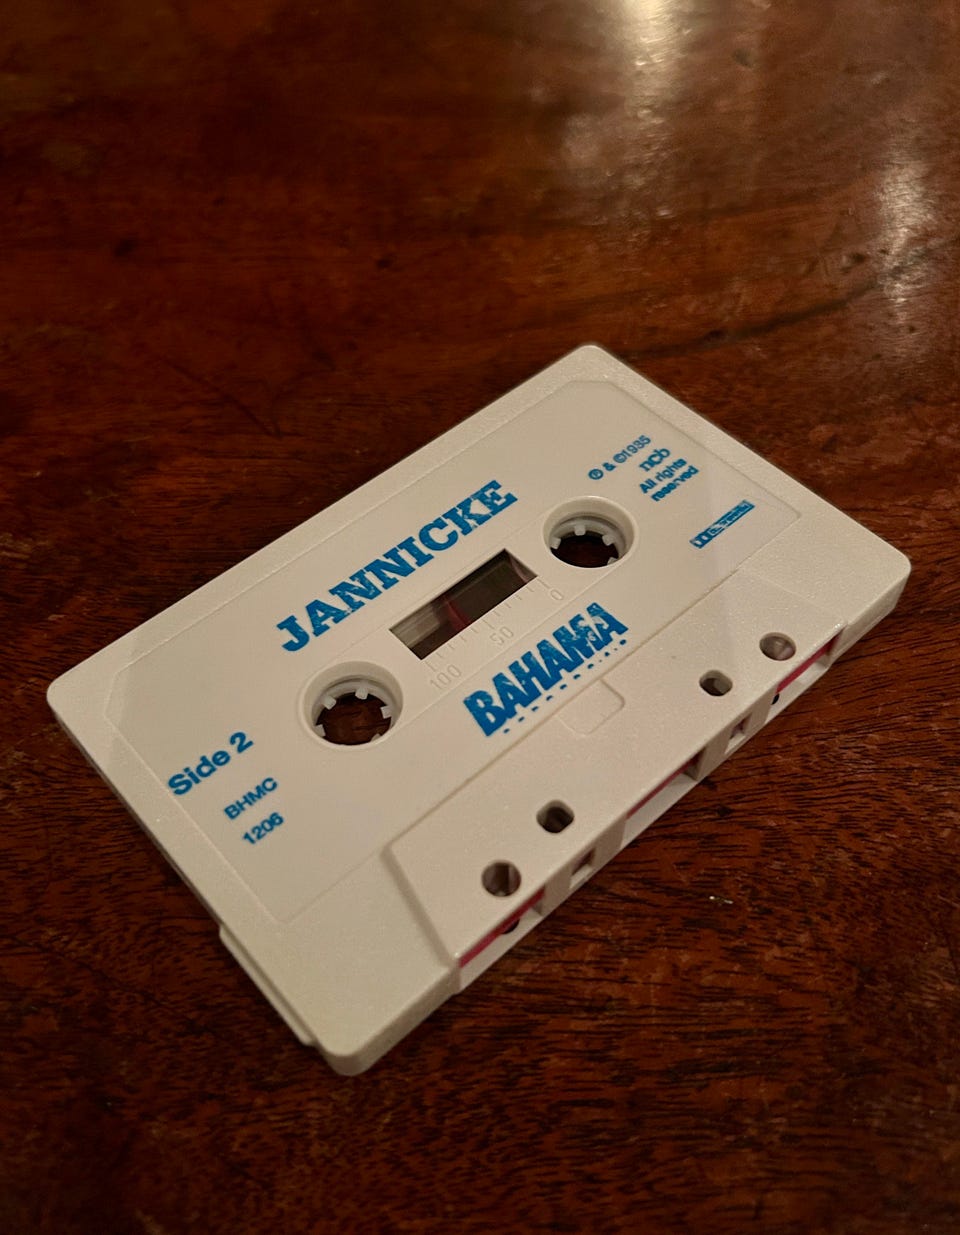 JANNICKE
℗ & ©1985
ncb
All rights
reserved
100 50 0
BAHAMA
Side 2
BHMC
1206